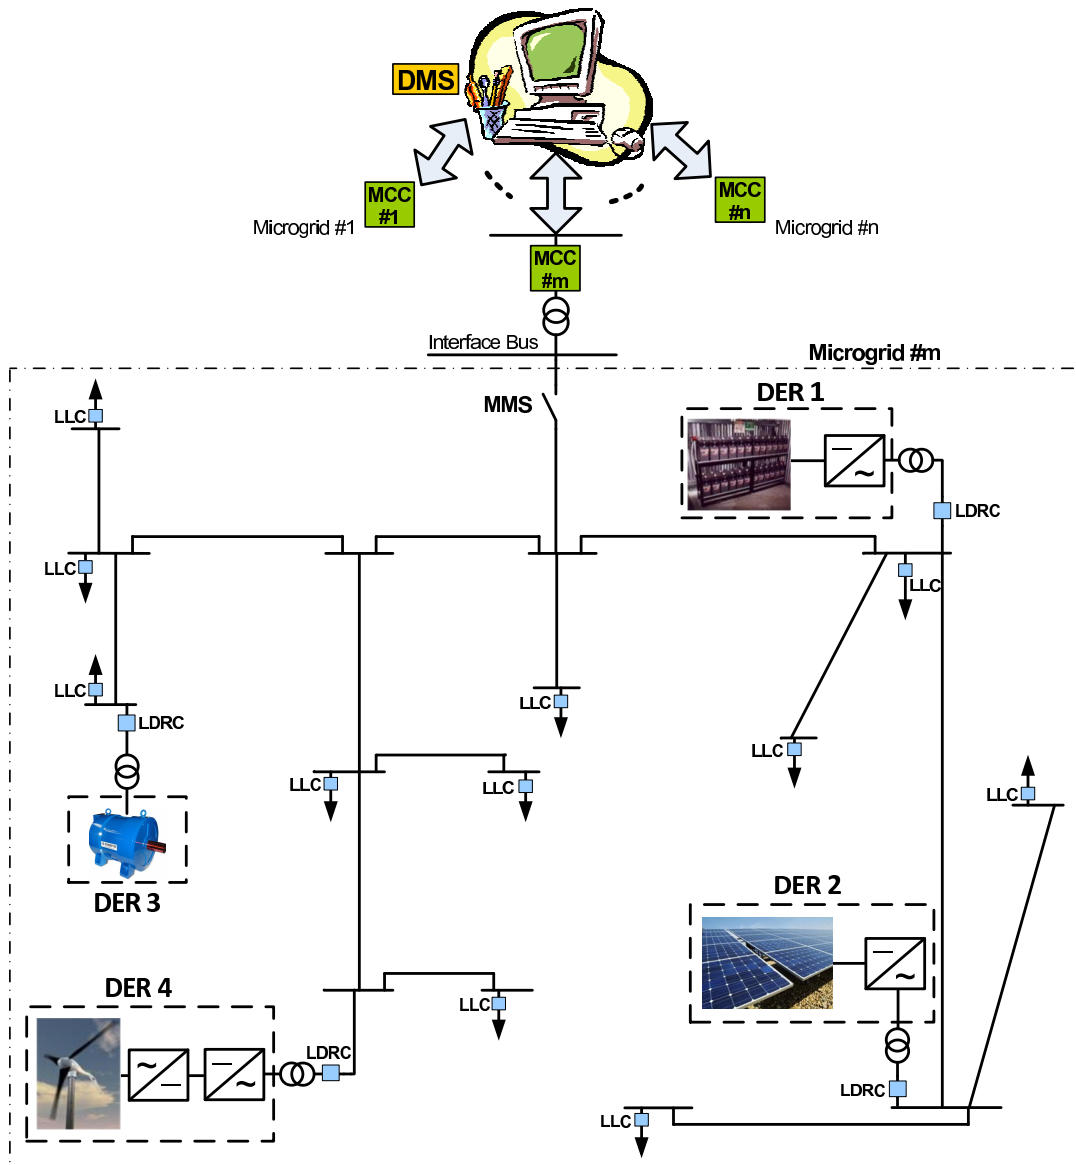 DMS
MCC
#1
Microgrid #1
MCC
#n
Microgrid #n
MCC
#m
Interface Bus
Microgrid #m
MMS
DER 1
LLC
LDRC
LLC
LLC
LLC
LDRC
LLC
LLC
LLC
LLC
LLC
DER 3
DER 2
DER 4
LLC
LDRC
LDRC
LLC